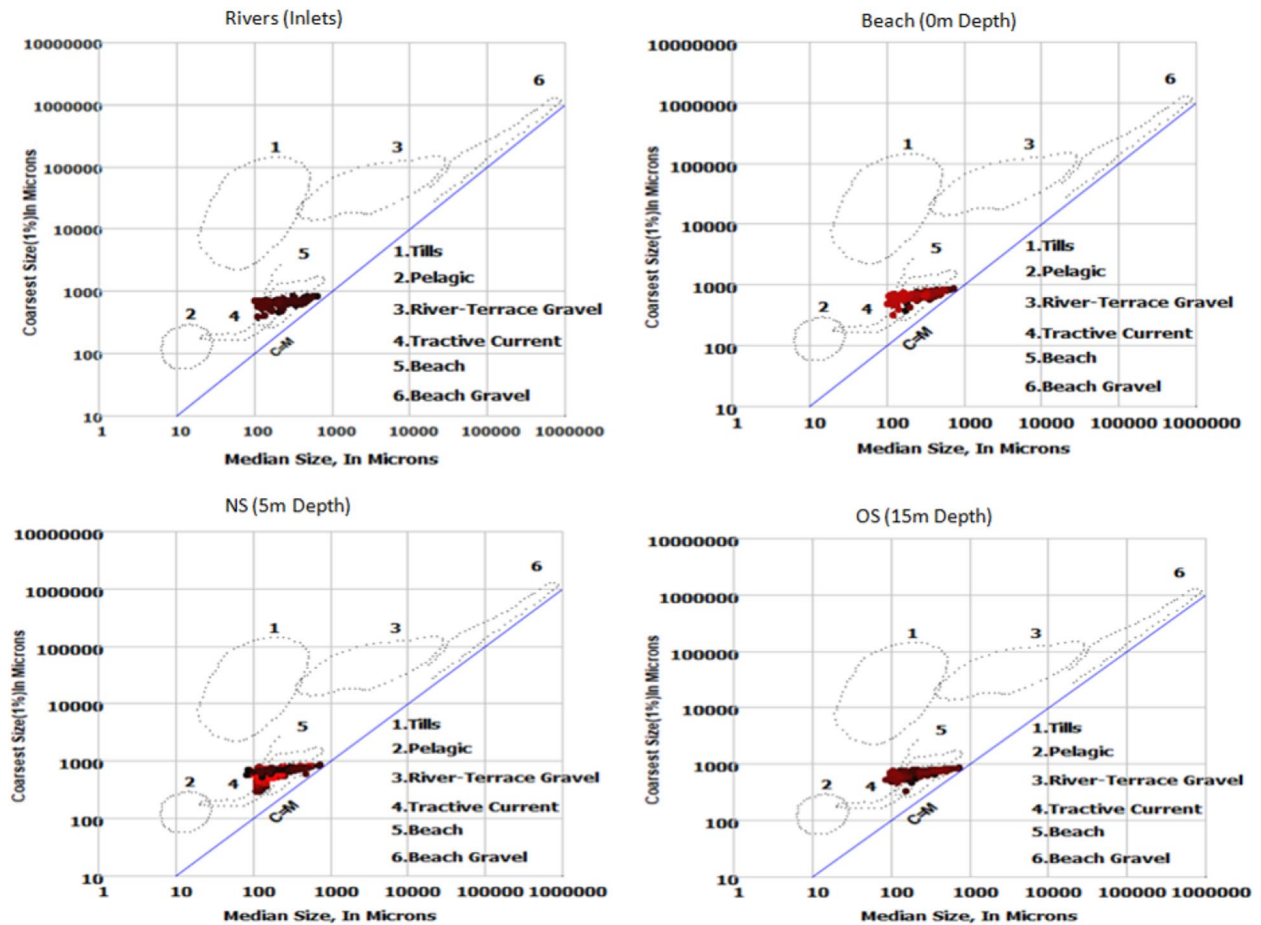 Rivers (Inlets)
10000000
1000000
100000
10000
1000
100
10
Coarsest Size(1%)In Microns
1
2
3
4
5
6
C=M
1.Tills
2.Pelagic
3.River-Terrace Gravel
4.Tractive Current
5.Beach
6.Beach Gravel
1 10 100 1000 10000 100000 1000000
Median Size, In Microns
Beach (0m Depth)
10000000
1000000
100000
10000
1000
100
10
Coarsest Size(1%)In Microns
1
2
3
4
5
6
C=M
1.Tills
2.Pelagic
3.River-Terrace Gravel
4.Tractive Current
5.Beach
6.Beach Gravel
1 10 100 1000 10000 100000 1000000
Median Size, In Microns
NS (5m Depth)
10000000
1000000
100000
10000
1000
100
10
Coarsest Size(1%)In Microns
1
2
3
4
5
6
C=M
1.Tills
2.Pelagic
3.River-Terrace Gravel
4.Tractive Current
5.Beach
6.Beach Gravel
1 10 100 1000 10000 100000 1000000
Median Size, In Microns
OS (15m Depth)
10000000
1000000
100000
10000
1000
100
10
Coarsest Size(1%)In Microns
1
2
3
4
5
6
C=M
1.Tills
2.Pelagic
3.River-Terrace Gravel
4.Tractive Current
5.Beach
6.Beach Gravel
1 10 100 1000 10000 100000 1000000
Median Size, In Microns